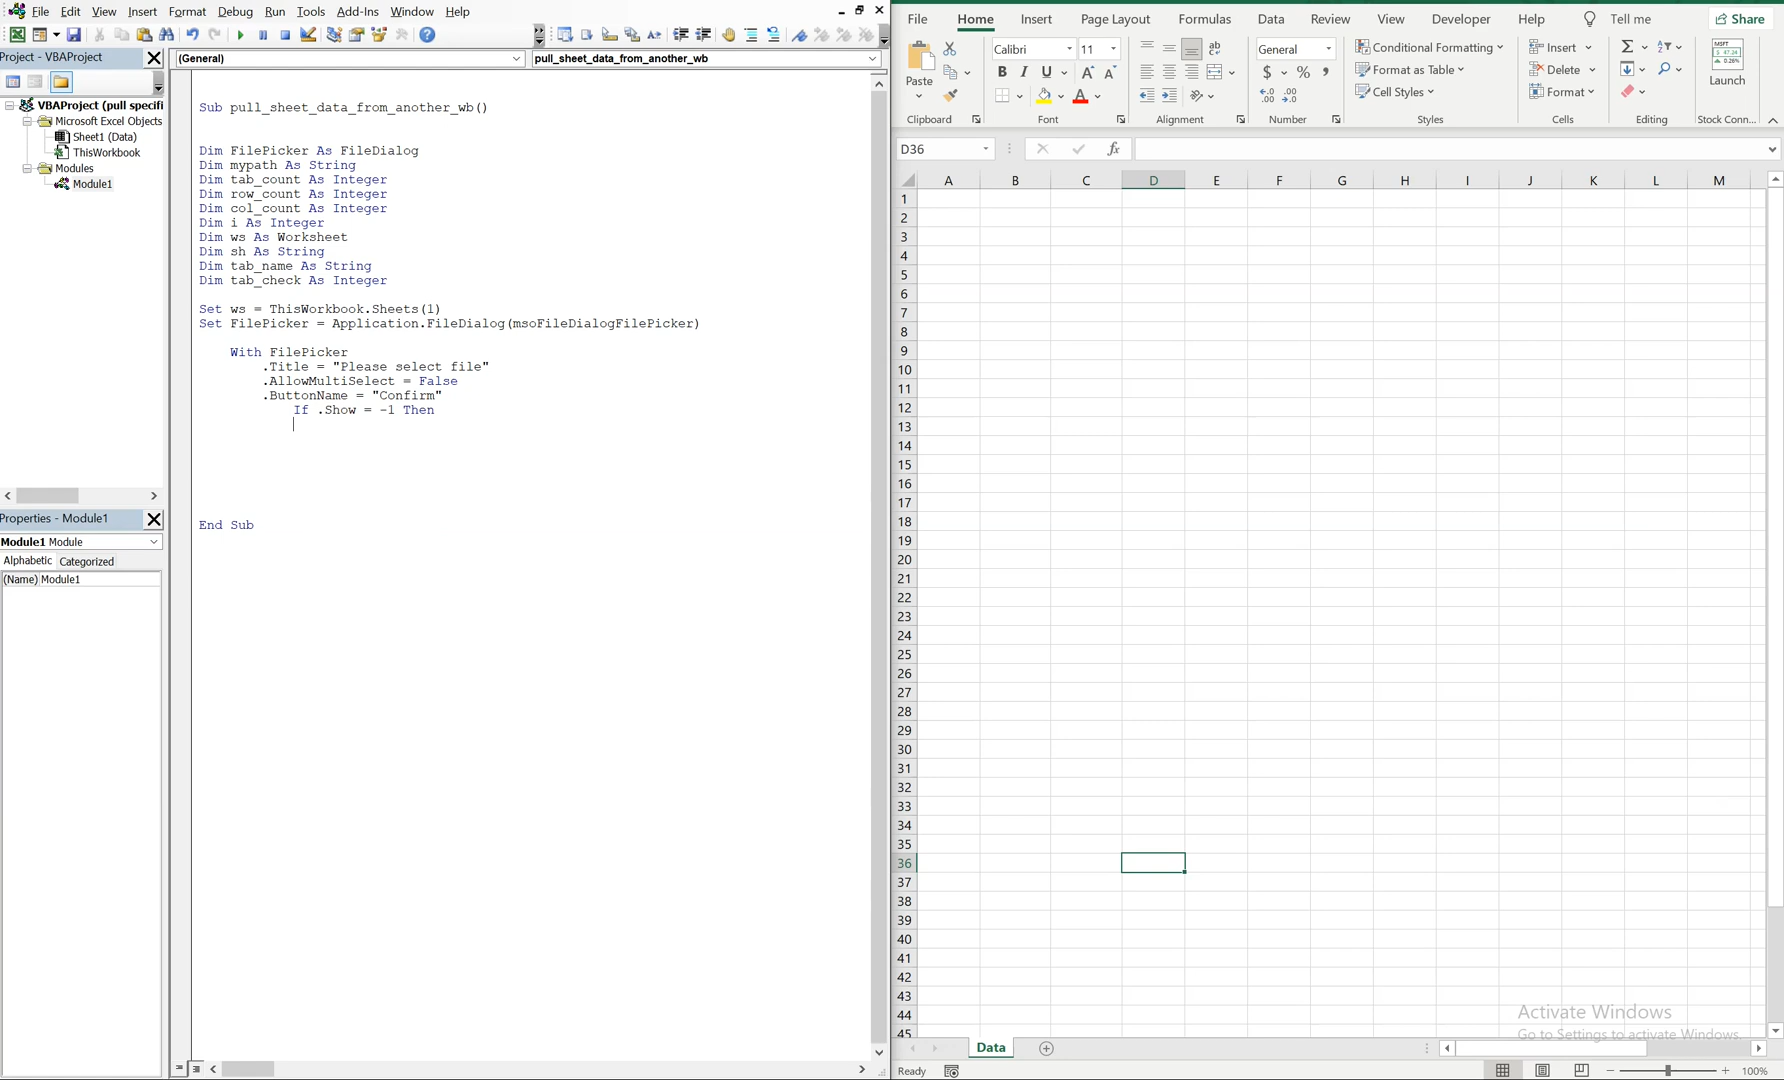 File Edit View Insert Format Debug Run Tools Add-Ins Window Help
Project - VBAProject
(General) pull_sheet_data_from_another_wb
VBAProject (pull specifi
Microsoft Excel Objects
Sheet1 (Data)
ThisWorkbook
Modules
Module1
Properties - Module1
Module1 Module
Alphabetic Categorized
(Name) Module1
Sub pull_sheet_data_from_another_wb()
Dim FilePicker As FileDialog
Dim mypath As String
Dim tab_count As Integer
Dim row_count As Integer
Dim col_count As Integer
Dim i As Integer
Dim ws As Worksheet
Dim sh As String
Dim tab_name As String
Dim tab_check As Integer
Set ws = ThisWorkbook.Sheets(1)
Set FilePicker = Application.FileDialog(msoFileDialogFilePicker)
With FilePicker
.Title = "Please select file"
.AllowMultiSelect = False
.ButtonName = "Confirm"
If .Show = -1 Then
End Sub
File Home Insert Page Layout Formulas Data Review View Developer Help Tell me Share
Paste
Calibri 11
B I U
General
$ % ,
Conditional Formatting
Format as Table
Cell Styles
Insert
Delete
Format
Launch
Clipboard Font Alignment Number Styles Cells Editing Stock Conn...
D36 fx
A B C D E F G H I J K L M
1
2
3
4
5
6
7
8
9
10
11
12
13
14
15
16
17
18
19
20
21
22
23
24
25
26
27
28
29
30
31
32
33
34
35
36
37
38
39
40
41
42
43
44
45
Activate Windows
Go to Settings to activate Windows.
Data
Ready
100%